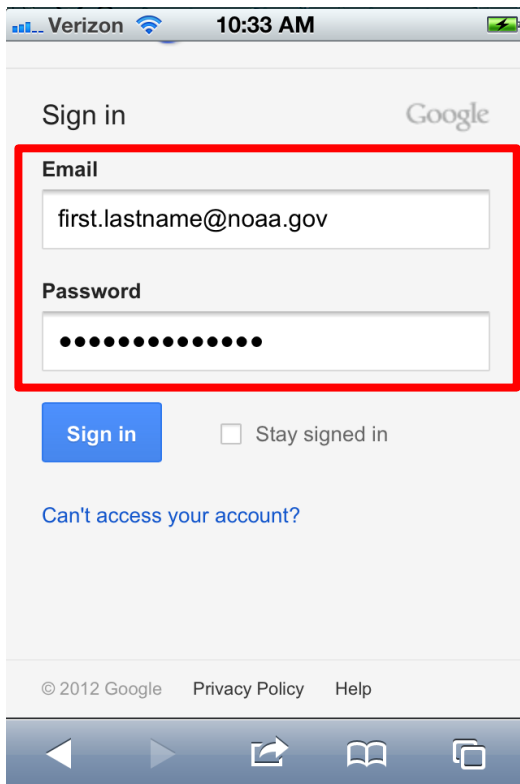 Verizon 10:33 AM
Sign in Google
Email
first.lastname@noaa.gov
Password
••••••••••••••
Sign in Stay signed in
Can't access your account?
© 2012 Google Privacy Policy Help